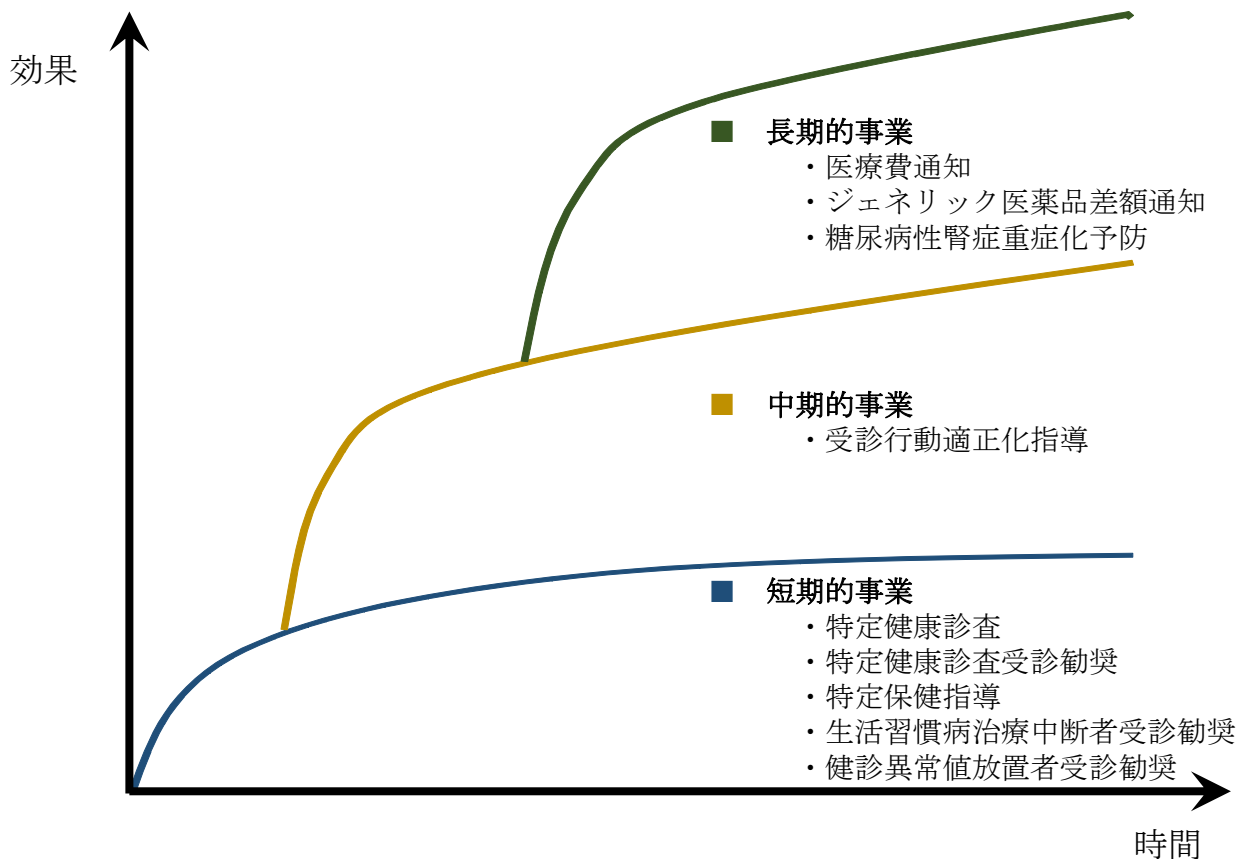 効果
■ 長期的事業
・医療費通知
・ジェネリック医薬品差額通知
・糖尿病性腎症重症化予防
■ 中期的事業
・受診行動適正化指導
■ 短期的事業
・特定健康診査
・特定健康診査受診勧奨
・特定保健指導
・生活習慣病治療中断者受診勧奨
・健診異常値放置者受診勧奨
時間